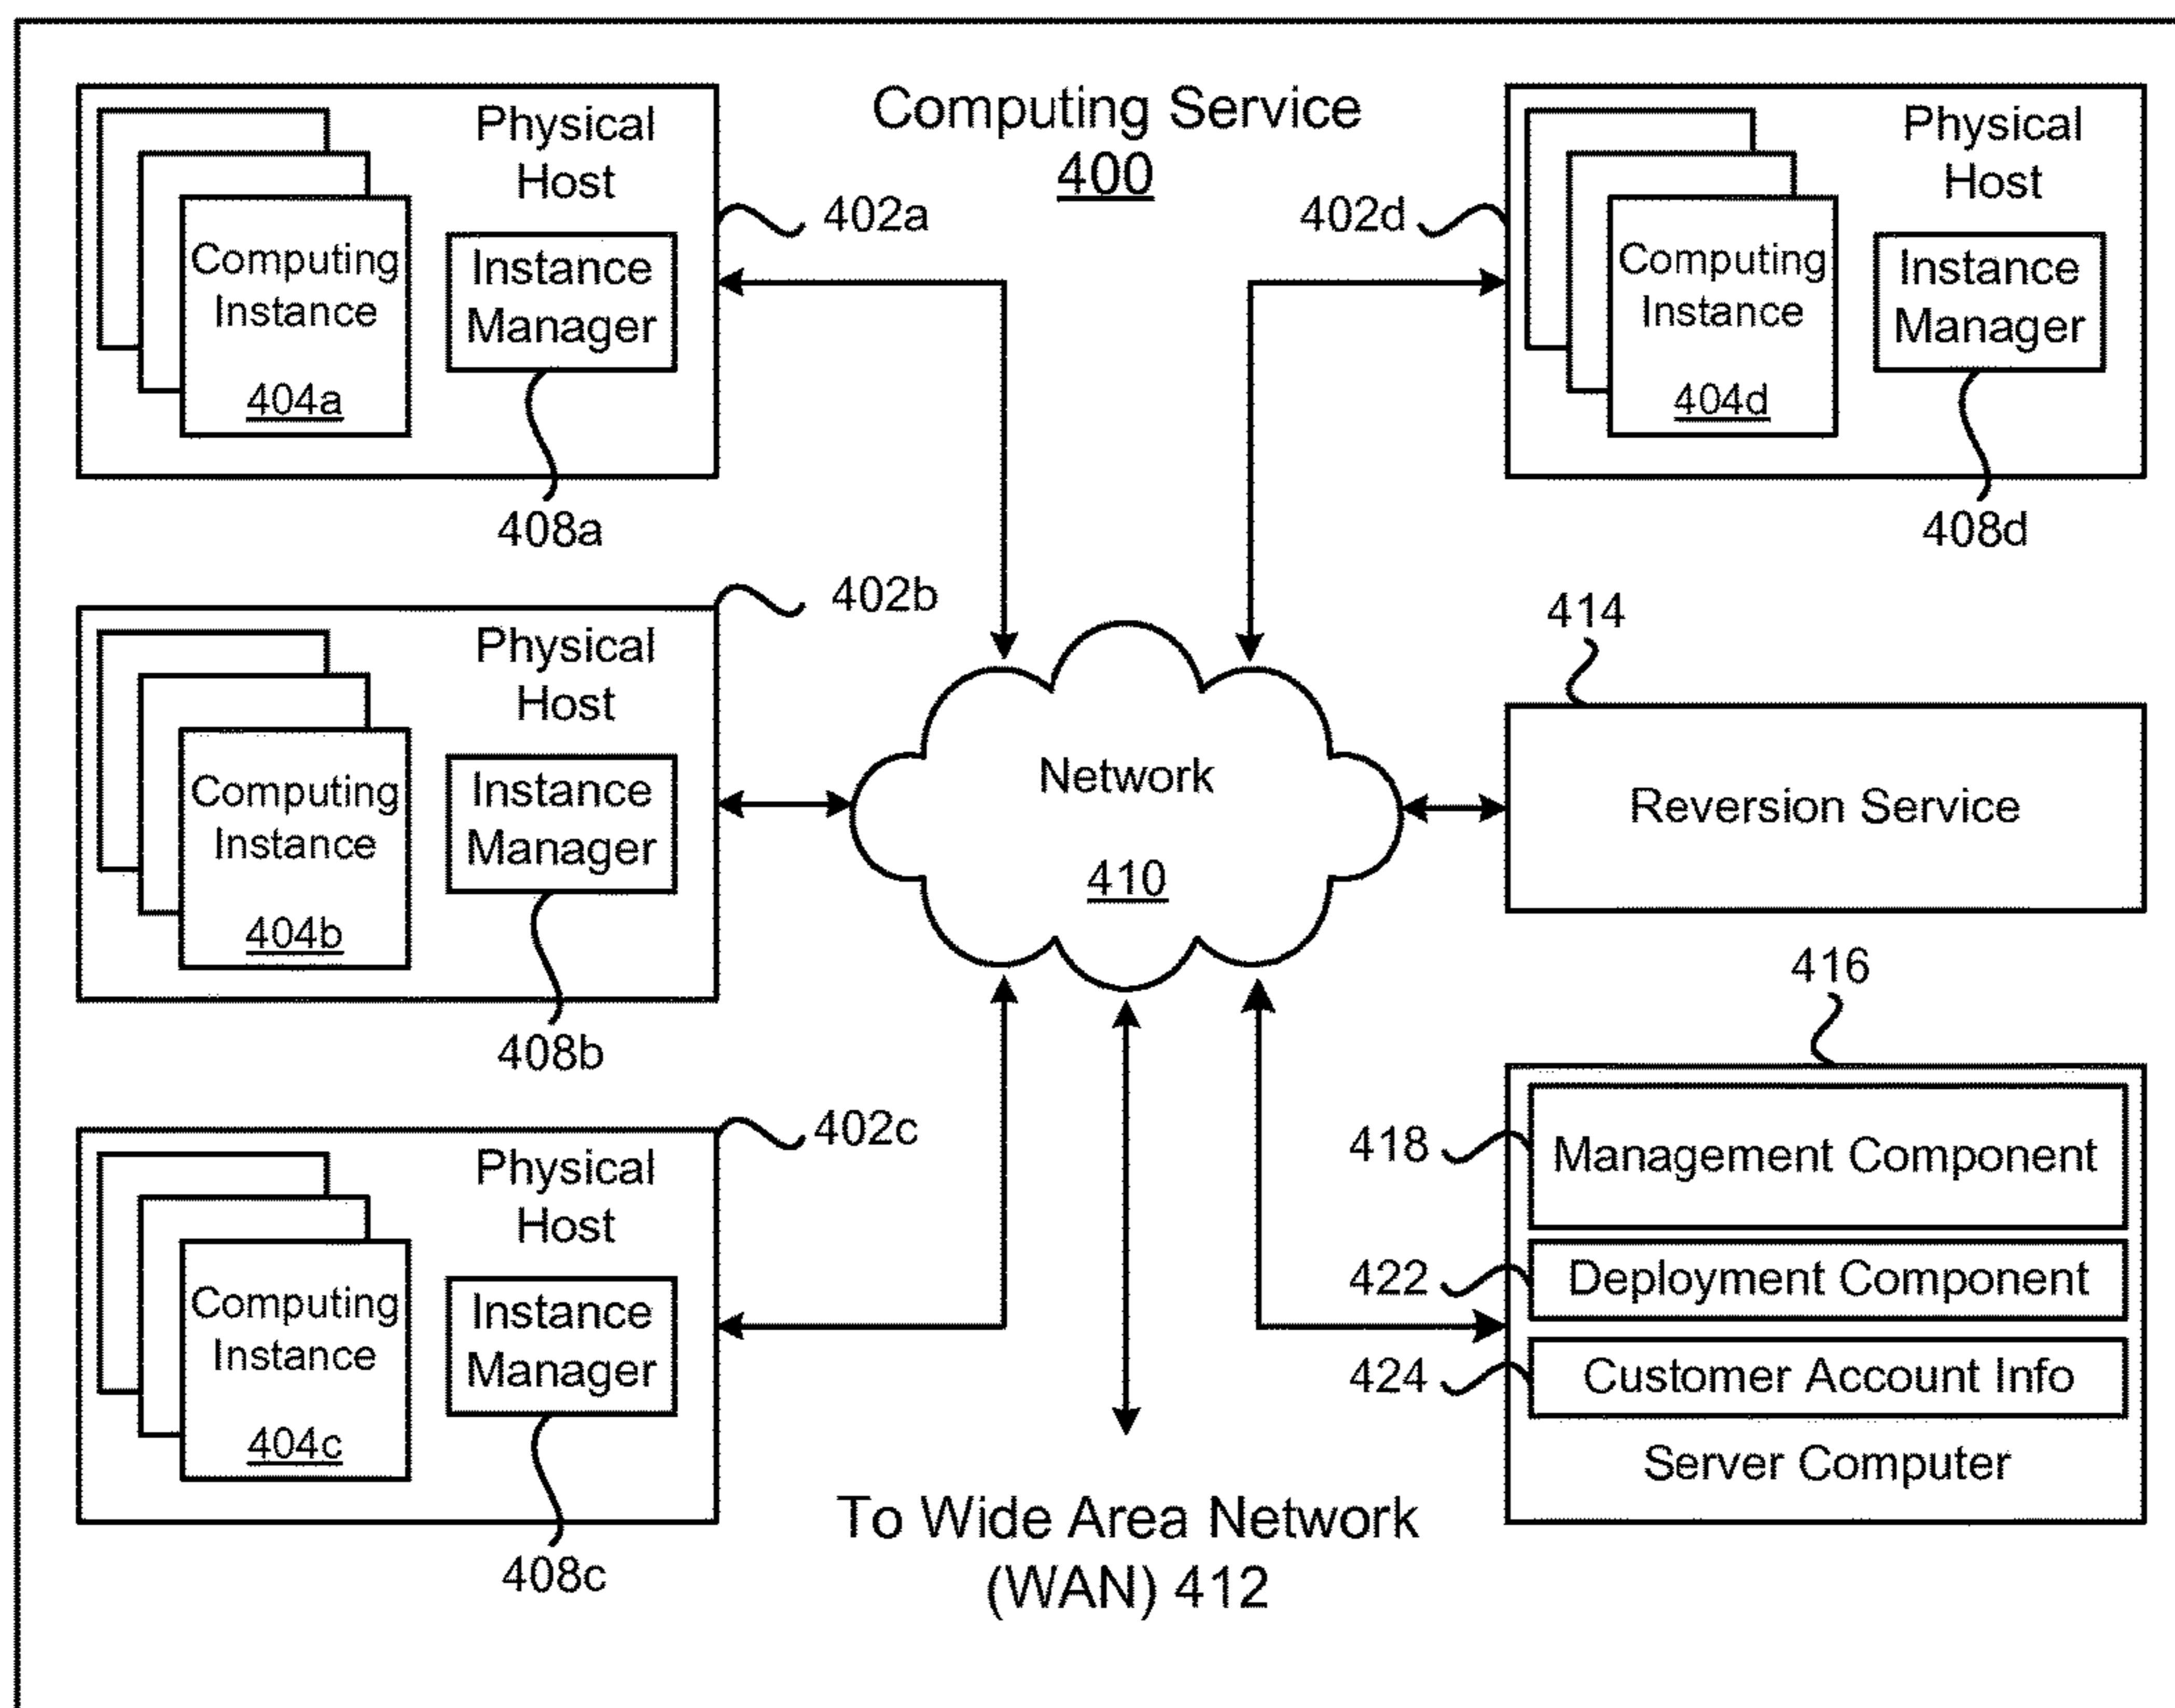 Computing Service
400
Physical
Host
Computing
Instance
404a
Instance
Manager
402a
408a
Physical
Host
Computing
Instance
404d
Instance
Manager
402d
408d
Physical
Host
Computing
Instance
404b
Instance
Manager
402b
408b
Network
410
414
Reversion Service
Physical
Host
Computing
Instance
404c
Instance
Manager
402c
408c
416
418
Management Component
422
Deployment Component
424
Customer Account Info
Server Computer
To Wide Area Network
(WAN) 412